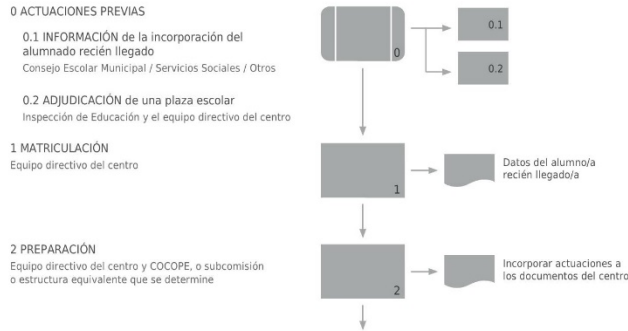 0 ACTUACIONES PREVIAS
0.1 INFORMACIÓN de la incorporación del
alumnado recién llegado
Consejo Escolar Municipal / Servicios Sociales / Otros
0.2 ADJUDICACIÓN de una plaza escolar
Inspección de Educación y el equipo directivo del centro
0
0.1
0.2
1 MATRICULACIÓN
Equipo directivo del centro
1
Datos del alumno/a
recién llegado/a
2 PREPARACIÓN
Equipo directivo del centro y COCOPE, o subcomisión
o estructura equivalente que se determine
2
Incorporar actuaciones a
los documentos del centro